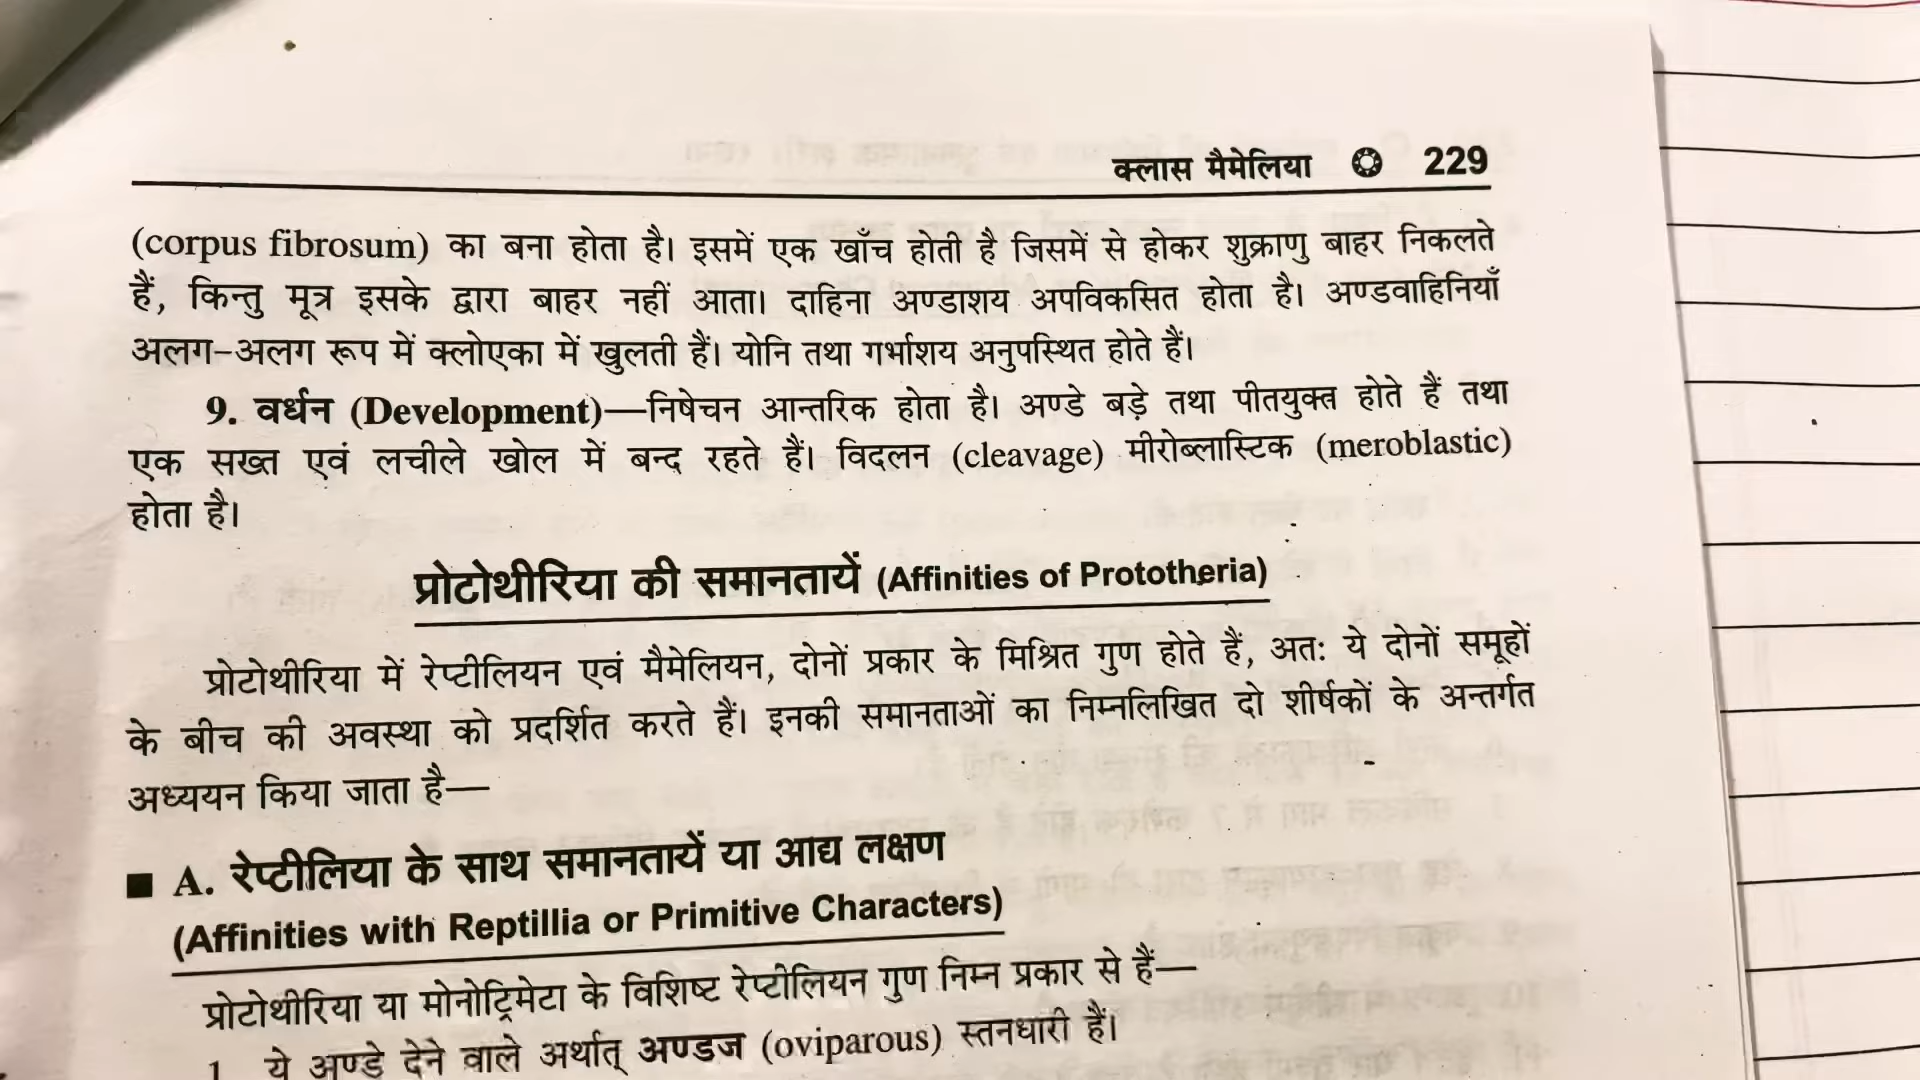 क्लास मैमेलिया ۞ 229
(corpus fibrosum) का बना होता है। इसमें एक खाँच होती है जिसमें से होकर शुक्राणु बाहर निकलते
हैं, किन्तु मूत्र इसके द्वारा बाहर नहीं आता। दाहिना अण्डाशय अपविकसित होता है। अण्डवाहिनियाँ
अलग-अलग रूप में क्लोएका में खुलती हैं। योनि तथा गर्भाशय अनुपस्थित होते हैं।
9. वर्धन (Development)—निषेचन आन्तरिक होता है। अण्डे बड़े तथा पीतयुक्त होते हैं तथा
एक सख्त एवं लचीले खोल में बन्द रहते हैं। विदलन (cleavage) मीरोब्लास्टिक (meroblastic)
होता है।
प्रोटोथीरिया की समानतायें (Affinities of Prototheria)
प्रोटोथीरिया में रेप्टीलियन एवं मैमेलियन, दोनों प्रकार के मिश्रित गुण होते हैं, अतः ये दोनों समूहों
के बीच की अवस्था को प्रदर्शित करते हैं। इनकी समानताओं का निम्नलिखित दो शीर्षकों के अन्तर्गत
अध्ययन किया जाता है—
■ A. रेप्टीलिया के साथ समानतायें या आद्य लक्षण
(Affinities with Reptillia or Primitive Characters)
प्रोटोथीरिया या मोनोट्रिमेटा के विशिष्ट रेप्टीलियन गुण निम्न प्रकार से हैं—
1. ये अण्डे देने वाले अर्थात् अण्डज (oviparous) स्तनधारी हैं।